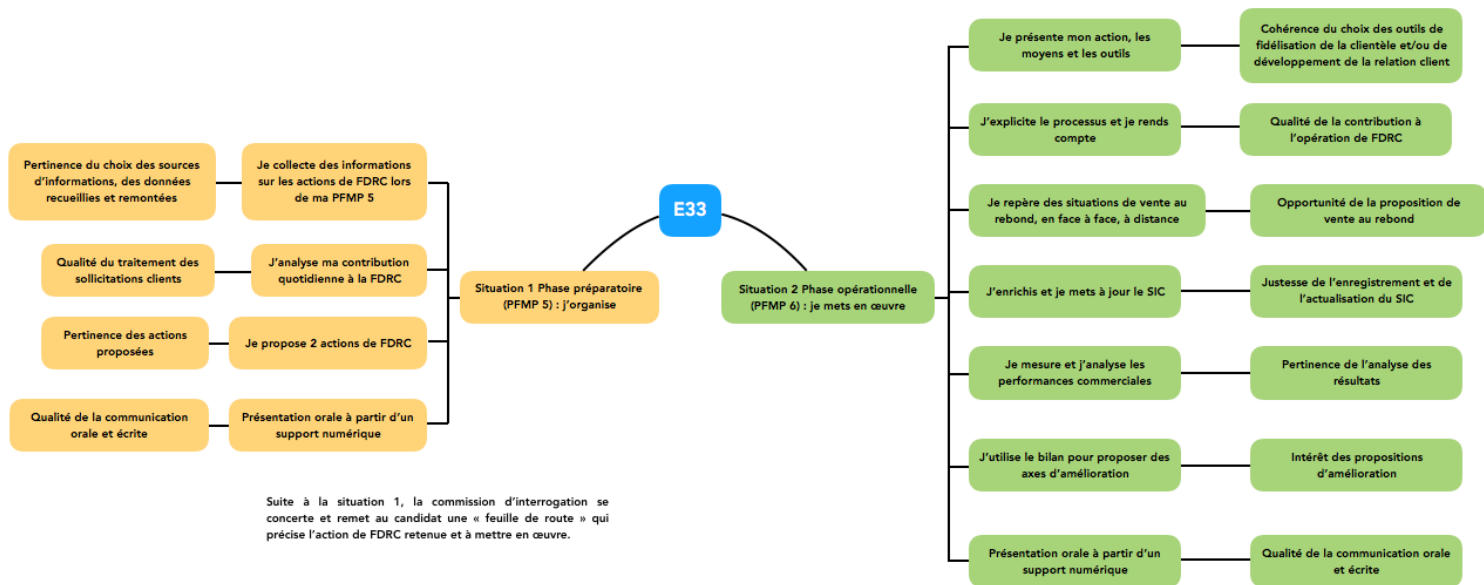 E33
Situation 1 Phase préparatoire
(PFMP 5) : j'organise
Je collecte des informations
sur les actions de FDRC lors
de ma PFMP 5
Pertinence du choix des sources
d'informations, des données
recueillies et remontées
J'analyse ma contribution
quotidienne à la FDRC
Qualité du traitement des
sollicitations clients
Je propose 2 actions de FDRC
Pertinence des actions
proposées
Présentation orale à partir d'un
support numérique
Qualité de la communication
orale et écrite
Suite à la situation 1, la commission d'interrogation se
concerte et remet au candidat une « feuille de route » qui
précise l'action de FDRC retenue et à mettre en œuvre.
Situation 2 Phase opérationnelle
(PFMP 6) : je mets en œuvre
Je présente mon action, les
moyens et les outils
Cohérence du choix des outils de
fidélisation de la clientèle et/ou de
développement de la relation client
J'explicite le processus et je rends
compte
Qualité de la contribution à
l'opération de FDRC
Je repère des situations de vente au
rebond, en face à face, à distance
Opportunité de la proposition de
vente au rebond
J'enrichis et je mets à jour le SIC
Justesse de l'enregistrement et de
l'actualisation du SIC
Je mesure et j'analyse les
performances commerciales
Pertinence de l'analyse des
résultats
J'utilise le bilan pour proposer des
axes d'amélioration
Intérêt des propositions
d'amélioration
Présentation orale à partir d'un
support numérique
Qualité de la communication orale
et écrite